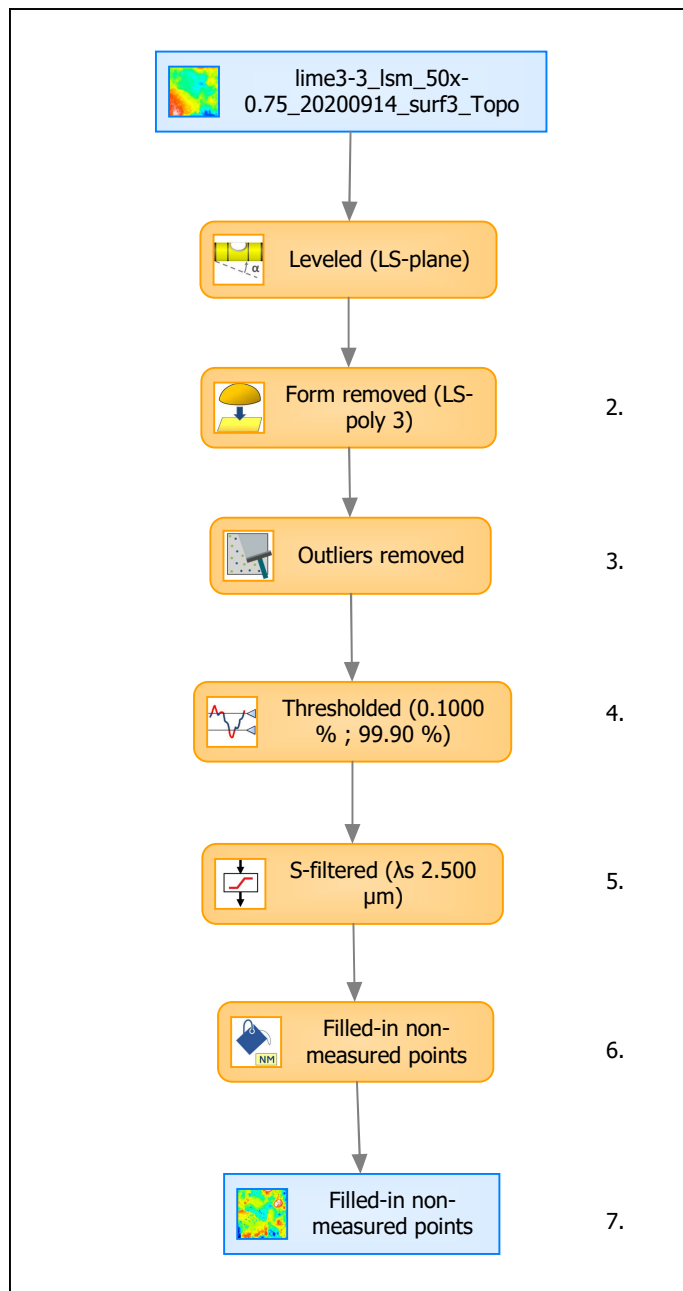 lime3-3_lsm_50x-
0.75_20200914_surf3_Topo
α
Leveled (LS-plane)
Form removed (LS-
poly 3)
2.
Outliers removed
3.
Thresholded (0.1000
% ; 99.90 %)
4.
S-filtered (λs 2.500
µm)
5.
NM
Filled-in non-
measured points
6.
Filled-in non-
measured points
7.